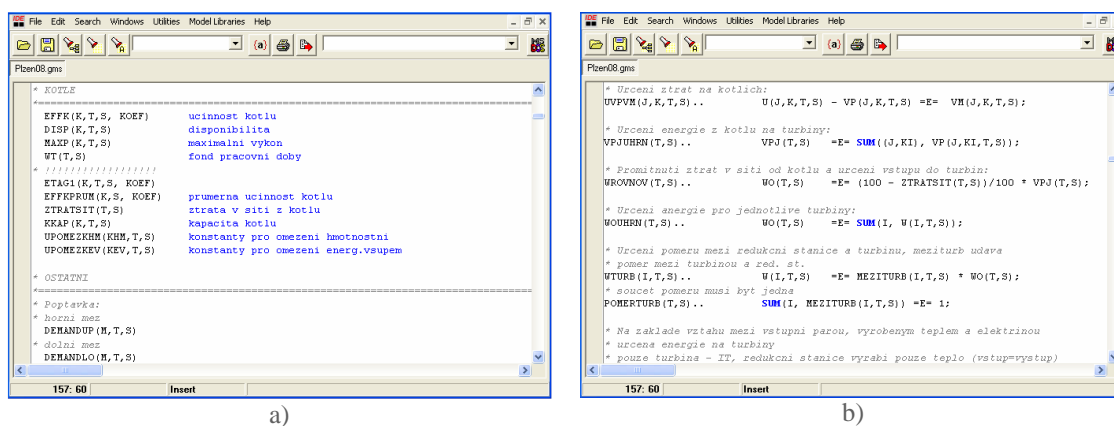 IDE File Edit Search Windows Utilities Model Libraries Help
(a)
Plzen08.gms
* KOTLE
*==================================================================
EFFK(K,T,S, KOEF) ucinnost kotlu
DISP(K,T,S) disponibilita
MAXP(K,T,S) maximalni vykon
WT(T,S) fond pracovni doby
* !!!!!!!!!!!!!!!!!!
ETAG1(K,T,S, KOEF)
EFFKPRUM(K,S, KOEF) prumerna ucinnost kotlu
ZTRATSIT(T,S) ztrata v siti z kotlu
KKAP(K,T,S) kapacita kotlu
UPOMEZKHM(KHM,T,S) konstanty pro omezeni hmotnostni
UPOMEZKEV(KEV,T,S) konstanty pro omezeni energ.vsupem
* OSTATNI
*==================================================================
* Poptavka:
* horni mez
DEMANDUP(M,T,S)
* dolni mez
DEMANDLO(M,T,S)
157: 60 Insert
a)
IDE File Edit Search Windows Utilities Model Libraries Help
(a)
Plzen08.gms
* Urceni ztrat na kotlich:
UVPVM(J,K,T,S).. U(J,K,T,S) - VP(J,K,T,S) =E= VM(J,K,T,S);
* Urceni energie z kotlu na turbiny:
VPJUHRN(T,S).. VPJ(T,S) =E= SUM((J,KI), VP(J,KI,T,S));
* Promitnuti ztrat v siti od kotlu a urceni vstupu do turbin:
WROVNOV(T,S).. WO(T,S) =E= (100 - ZTRATSIT(T,S))/100 * VPJ(T,S);
* Urceni anergie pro jednotlive turbiny:
WOUHRN(T,S).. WO(T,S) =E= SUM(I, W(I,T,S));
* Urceni pomeru mezi redukcni stanice a turbinu, meziturb udava
* pomer mezi turbinou a red. st.
WTURB(I,T,S).. W(I,T,S) =E= MEZITURB(I,T,S) * WO(T,S);
* soucet pomeru musi byt jedna
POMERTURB(T,S).. SUM(I, MEZITURB(I,T,S)) =E= 1;
* Na zaklade vztahu mezi vstupni parou, vyrobenym teplem a elektrinou
* urcena energie na turbiny
* pouze turbina - IT, redukcni stanice vyrabi pouze teplo (vstup=vystup)
157: 60 Insert
b)